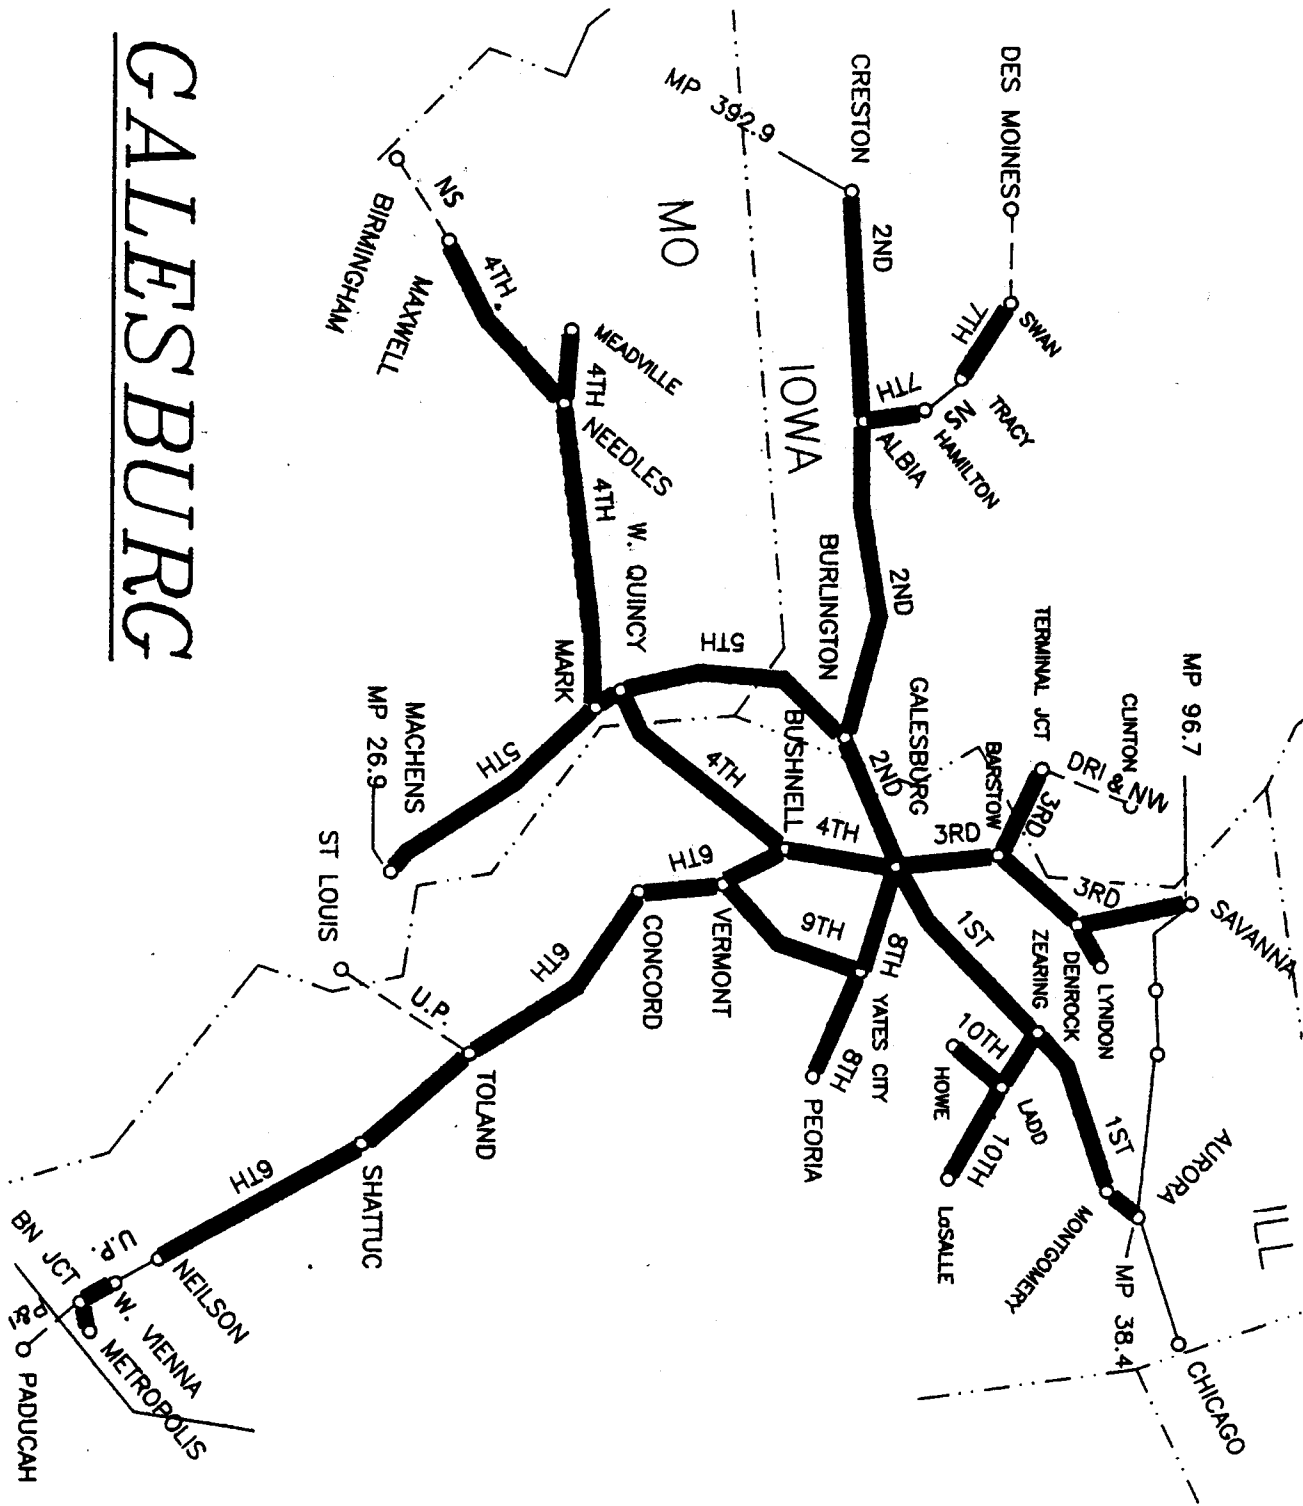 GALESBURG
DES MOINES
SWAN
7TH
TRACY
NS
HAMILTON
7TH
ALBIA
CRESTON
MP 392.9
2ND
IOWA
MO
2ND
BURLINGTON
BIRMINGHAM
NS
MAXWELL
4TH
MEADVILLE
4TH
NEEDLES
4TH
W. QUINCY
MARK
5TH
5TH
MACHENS
MP 26.9
4TH
BUSHNELL
4TH
2ND
GALESBURG
3RD
BARSTOW
3RD
TERMINAL JCT
DRI & NW
CLINTON
MP 96.7
3RD
SAVANNA
DENROCK
LYNDON
1ST
ZEARING
1ST
10TH
HOWE
LADD
10TH
LaSALLE
MONTGOMERY
AURORA
MP 38.4
CHICAGO
ILL
8TH
YATES CITY
8TH
PEORIA
9TH
VERMONT
6TH
CONCORD
6TH
ST LOUIS
U.P.
TOLAND
SHATTUC
6TH
NEILSON
U.P.
BN JCT
W. VIENNA
METROPOLIS
P&I
PADUCAH